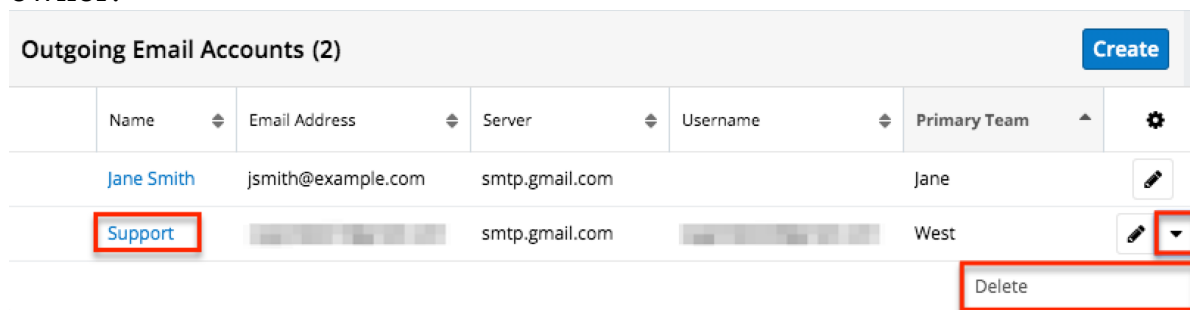 Outgoing Email Accounts (2) Create
Name Email Address Server Username Primary Team
Jane Smith jsmith@example.com smtp.gmail.com Jane
Support smtp.gmail.com West
Delete